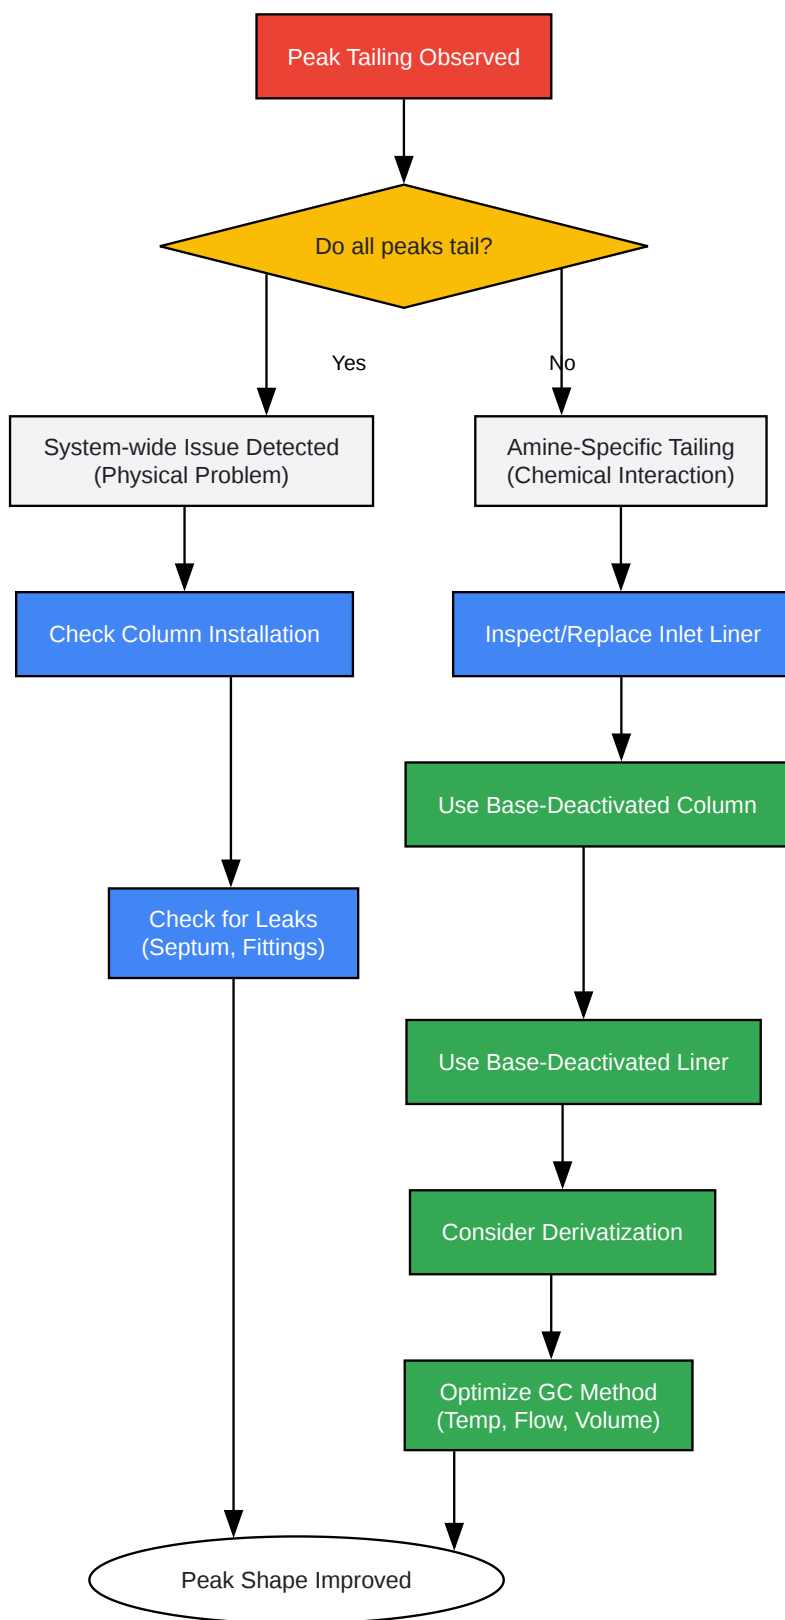 Peak Tailing Observed
Do all peaks tail?
Yes
No
System-wide Issue Detected
(Physical Problem)
Amine-Specific Tailing
(Chemical Interaction)
Check Column Installation
Inspect/Replace Inlet Liner
Use Base-Deactivated Column
Check for Leaks
(Septum, Fittings)
Use Base-Deactivated Liner
Consider Derivatization
Optimize GC Method
(Temp, Flow, Volume)
Peak Shape Improved